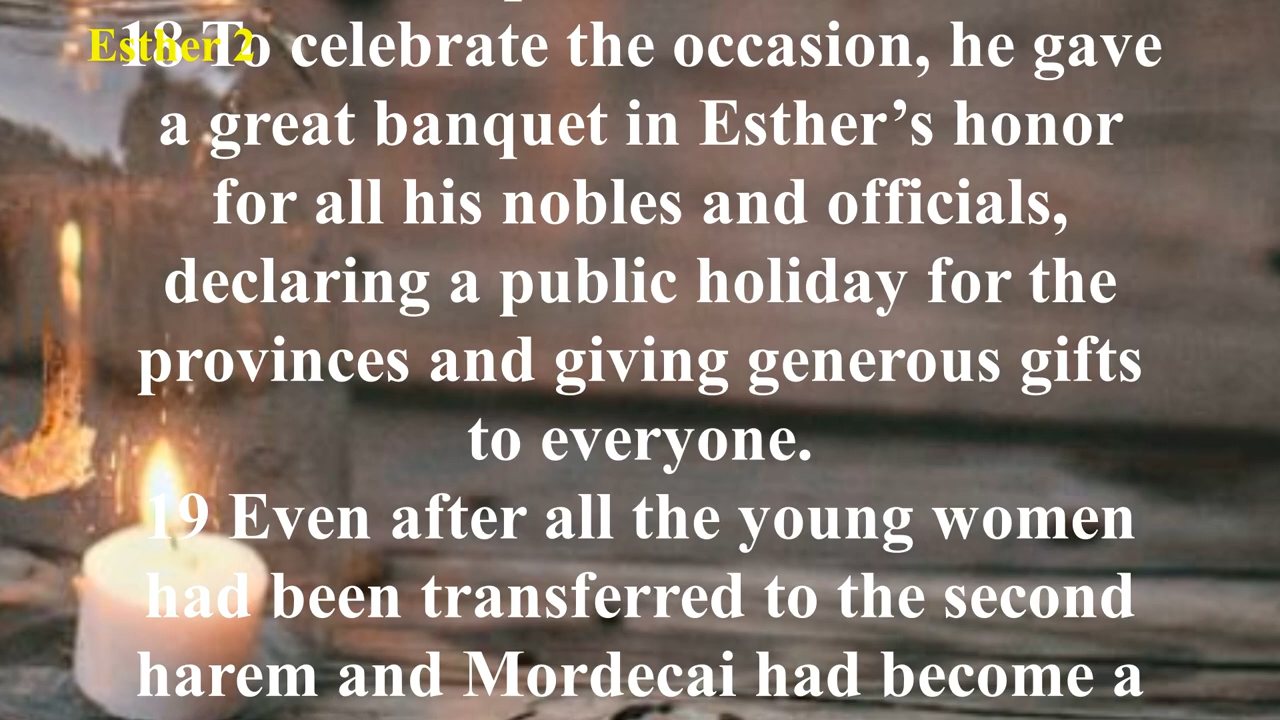 Esther 2
18 To celebrate the occasion, he gave
a great banquet in Esther’s honor
for all his nobles and officials,
declaring a public holiday for the
provinces and giving generous gifts
to everyone.
19 Even after all the young women
had been transferred to the second
harem and Mordecai had become a